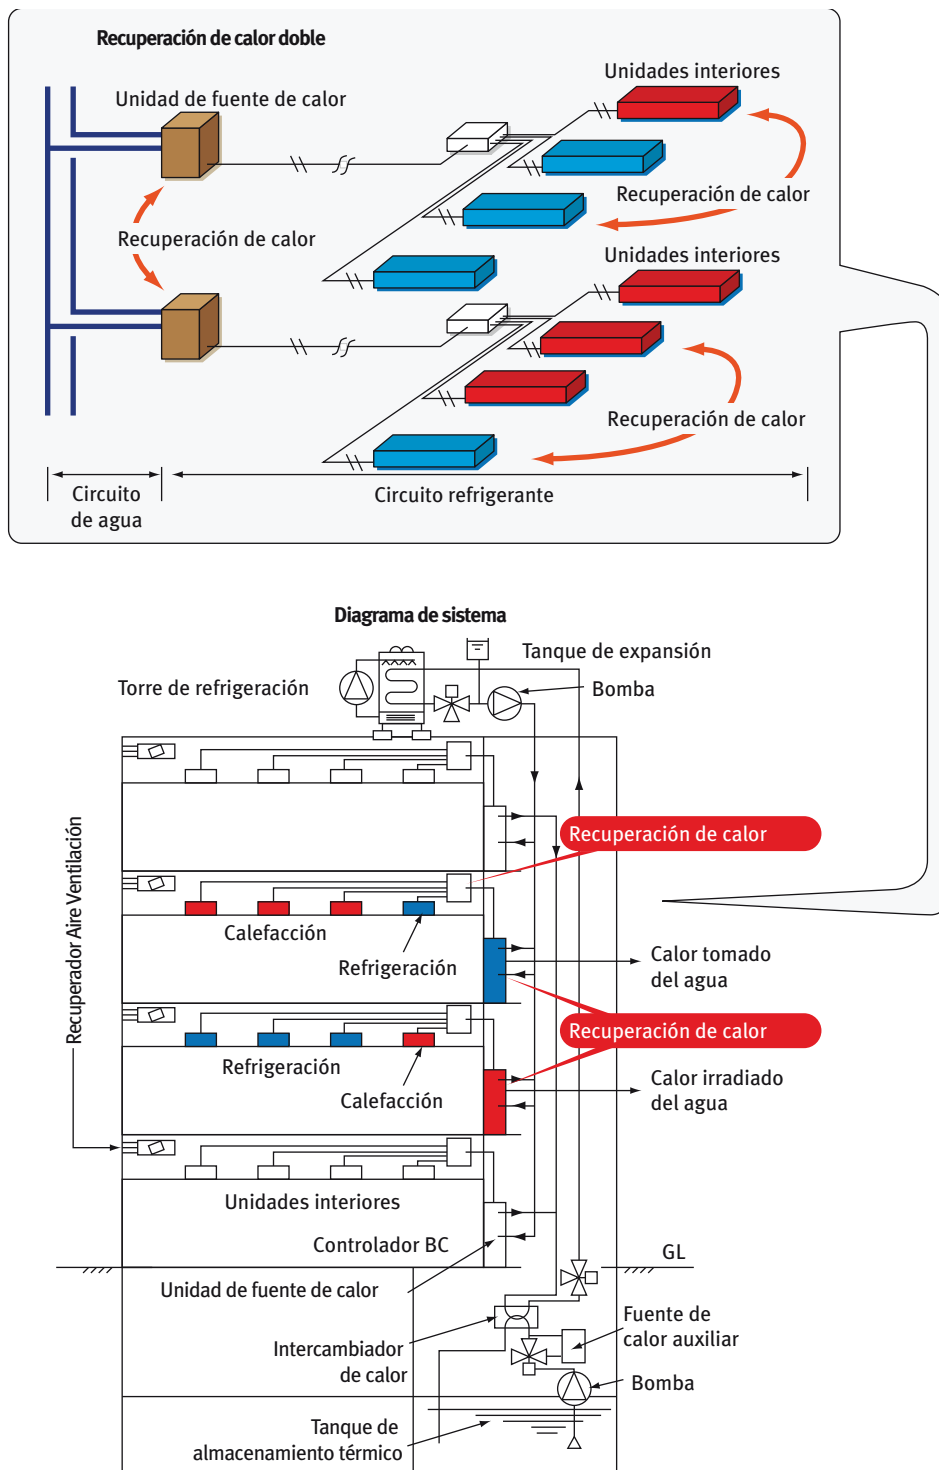 Recuperación de calor doble
Unidades interiores
Unidad de fuente de calor
Recuperación de calor
Recuperación de calor
Unidades interiores
Recuperación de calor
Circuito
de agua
Circuito refrigerante
Diagrama de sistema
Tanque de expansión
Torre de refrigeración
Bomba
Recuperador Aire Ventilación
Recuperación de calor
Calefacción
Refrigeración
Calor tomado
del agua
Recuperación de calor
Refrigeración
Calefacción
Calor irradiado
del agua
Unidades interiores
Controlador BC
GL
Unidad de fuente de calor
Fuente de
calor auxiliar
Intercambiador
de calor
Bomba
Tanque de
almacenamiento térmico